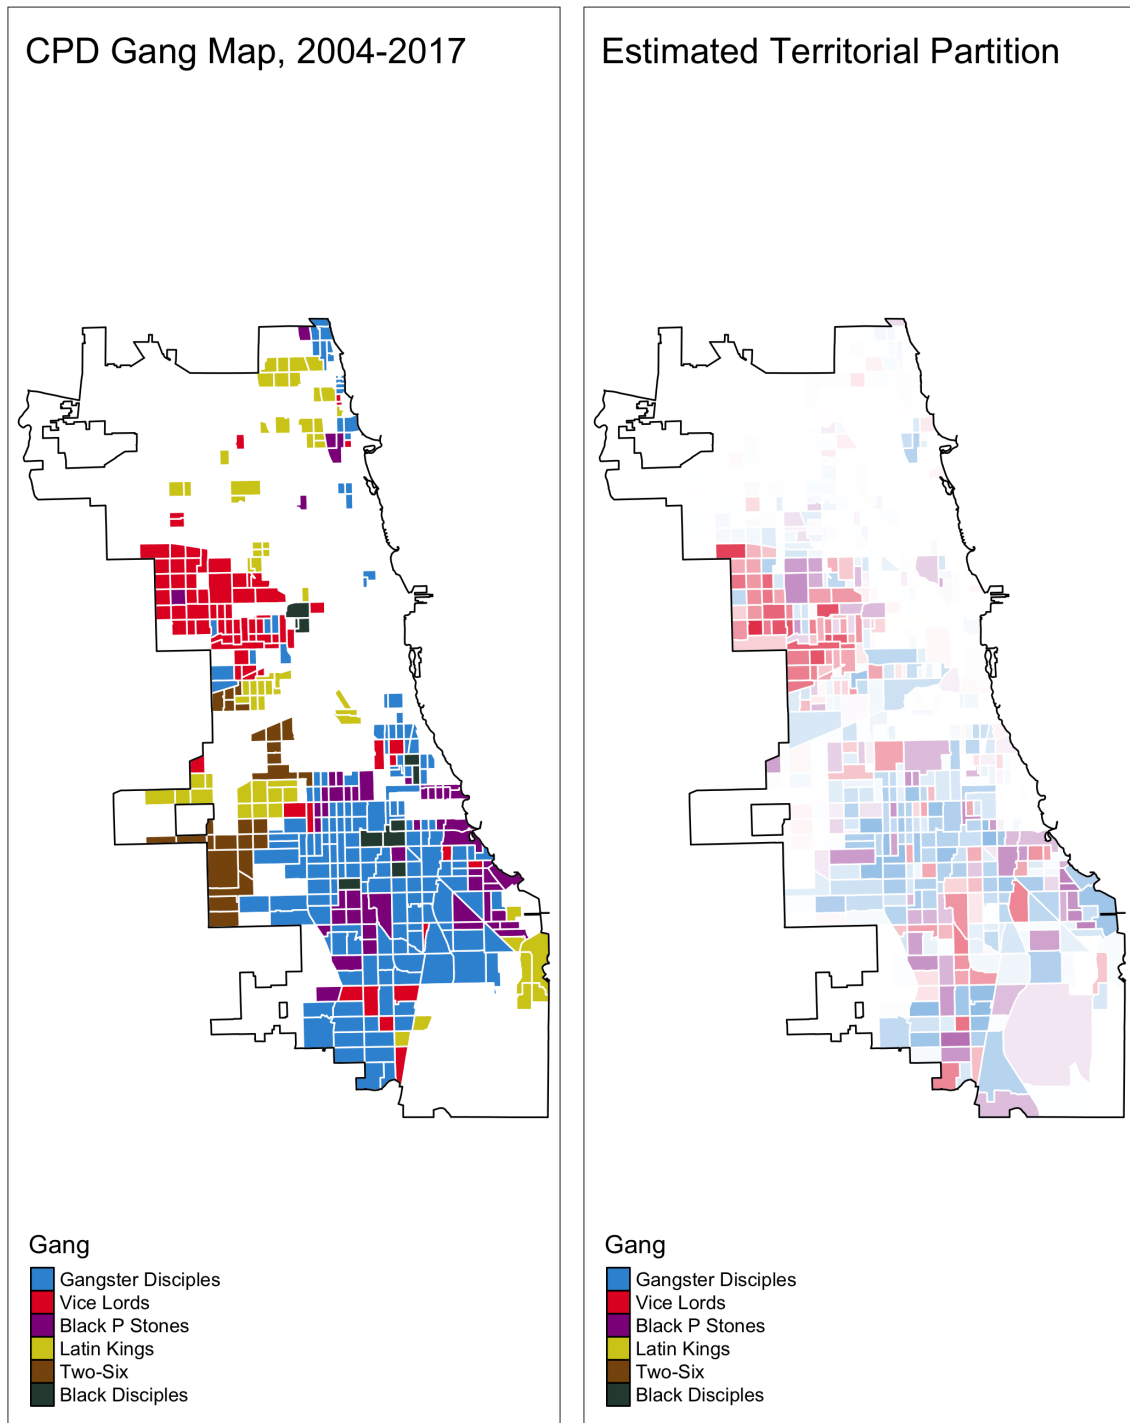 CPD Gang Map, 2004-2017
Gang
Gangster Disciples
Vice Lords
Black P Stones
Latin Kings
Two-Six
Black Disciples
Estimated Territorial Partition
Gang
Gangster Disciples
Vice Lords
Black P Stones
Latin Kings
Two-Six
Black Disciples